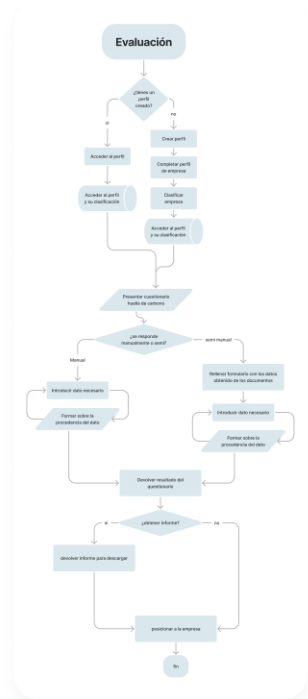 Evaluación
¿tienes un
perfil
creado?
si
no
Acceder al perfil
Crear perfil
Completar perfil
de empresa
Acceder al perfil
y su clasificación
Clasificar
empresa
Acceder al perfil
y su clasificación
Presentar cuestionario
huella de carbono
¿se responde
manualmente o semi?
semi manual
Manual
Rellenar formulario con los datos
obtenido de los documentos
Introducir dato necesario
Introducir dato necesario
Formar sobre la
procedencia del dato
Formar sobre la
procedencia del dato
Devolver resultado del
questionario
si
¿obtener informe?
no
devolver informe para descargar
posicionar a la empresa
fin